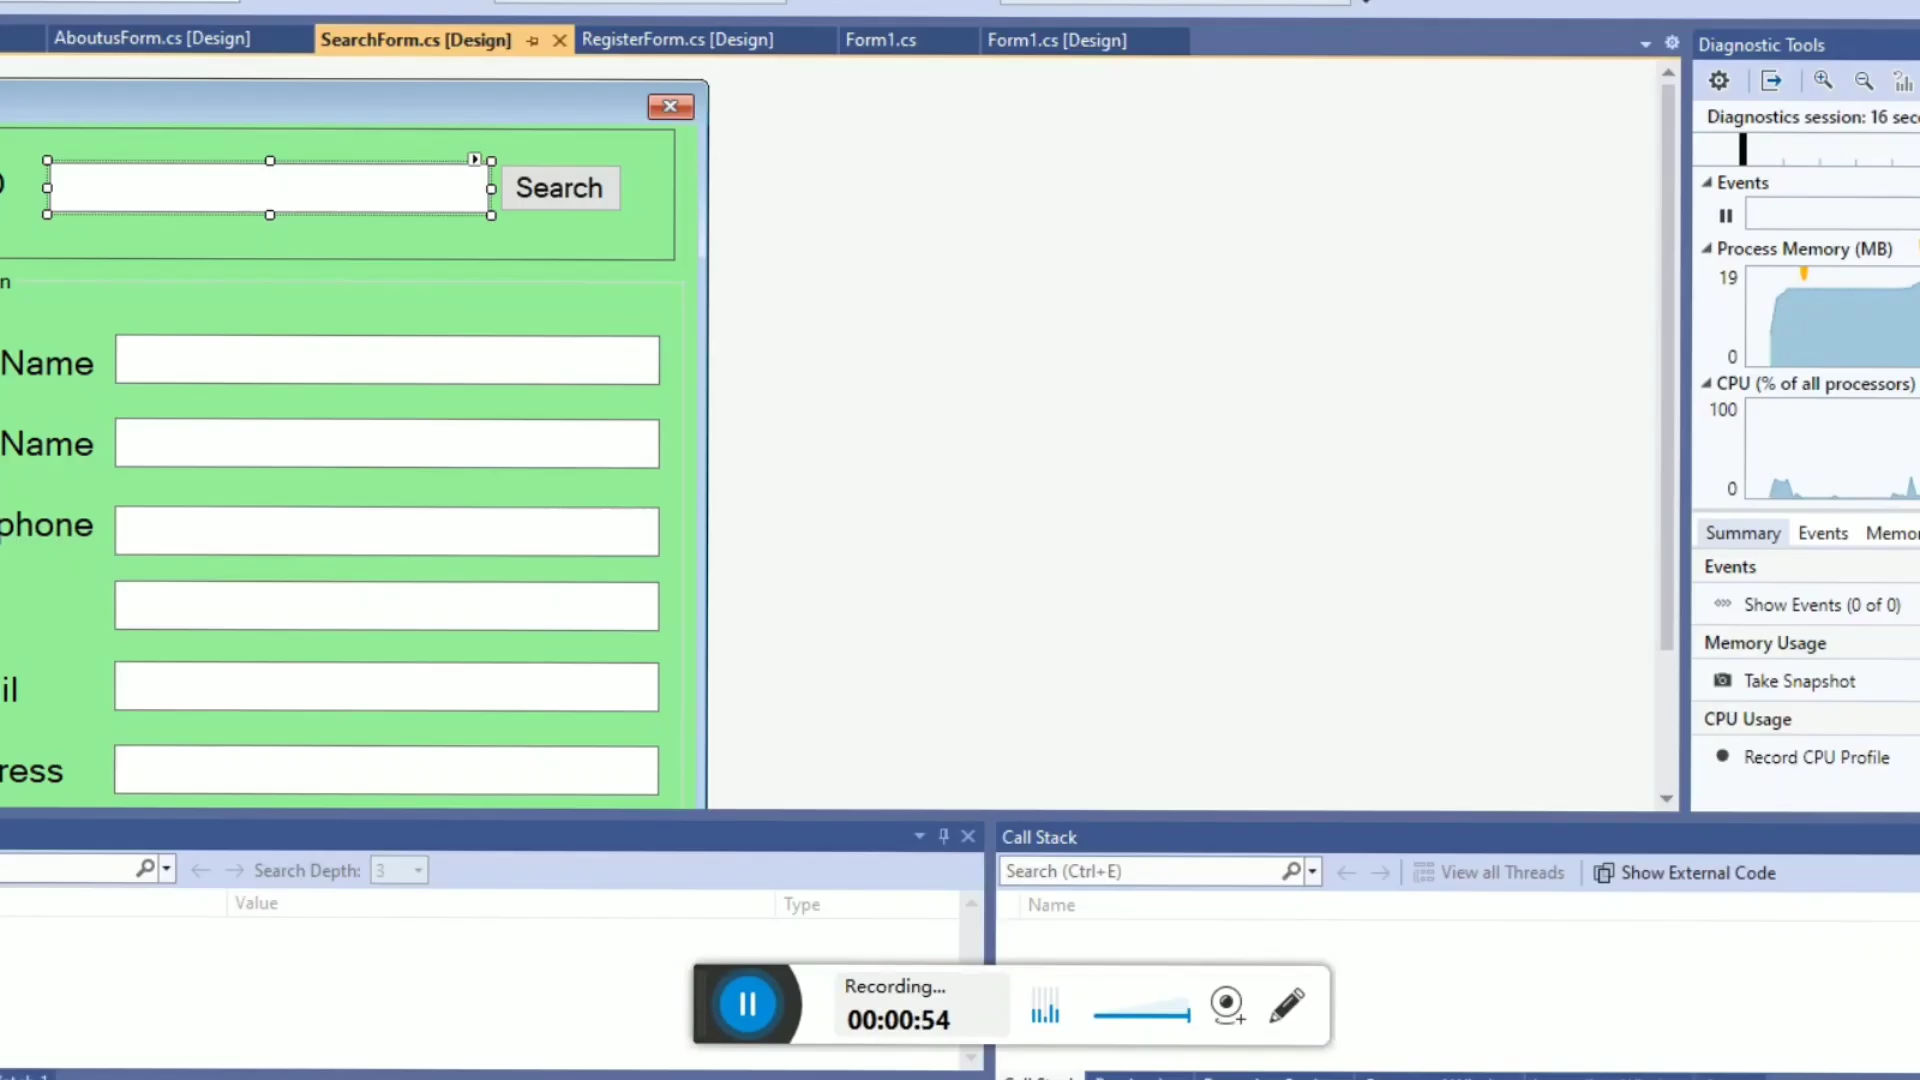 AboutusForm.cs [Design]
SearchForm.cs [Design]
RegisterForm.cs [Design]
Form1.cs
Form1.cs [Design]
Diagnostic Tools
Diagnostics session: 16 seco
Search
Events
n
Process Memory (MB)
19
0
Name
CPU (% of all processors)
100
Name
0
phone
Summary
Events
Memor
Events
Show Events (0 of 0)
Memory Usage
il
Take Snapshot
CPU Usage
ress
Record CPU Profile
Call Stack
Search Depth:
3
Search (Ctrl+E)
View all Threads
Show External Code
Value
Type
Name
Recording...
00:00:54